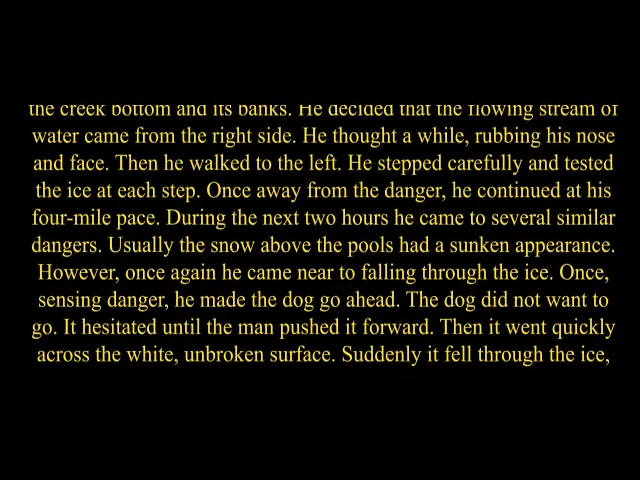 the creek bottom and its banks. He decided that the flowing stream of
water came from the right side. He thought a while, rubbing his nose
and face. Then he walked to the left. He stepped carefully and tested
the ice at each step. Once away from the danger, he continued at his
four-mile pace. During the next two hours he came to several similar
dangers. Usually the snow above the pools had a sunken appearance.
However, once again he came near to falling through the ice. Once,
sensing danger, he made the dog go ahead. The dog did not want to
go. It hesitated until the man pushed it forward. Then it went quickly
across the white, unbroken surface. Suddenly it fell through the ice,